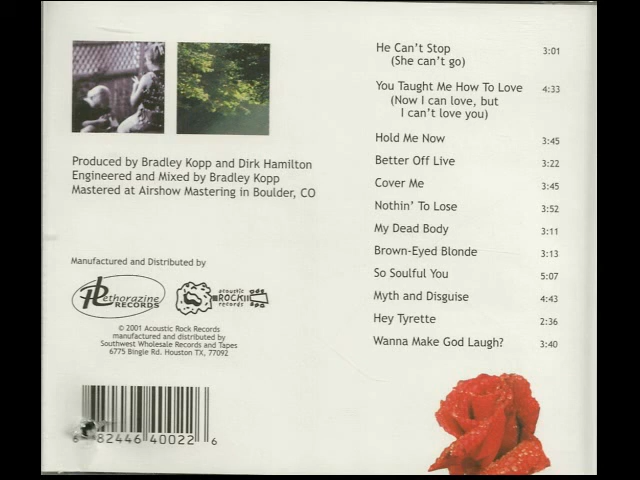 He Can't Stop 3:01
(She can't go)
You Taught Me How To Love 4:33
(Now I can love, but
I can't love you)
Hold Me Now 3:45
Better Off Live 3:22
Cover Me 3:45
Nothin' To Lose 3:52
My Dead Body 3:11
Brown-Eyed Blonde 3:13
So Soulful You 5:07
Myth and Disguise 4:43
Hey Tyrette 2:36
Wanna Make God Laugh? 3:40
Produced by Bradley Kopp and Dirk Hamilton
Engineered and Mixed by Bradley Kopp
Mastered at Airshow Mastering in Boulder, CO
Manufactured and Distributed by
Plethorazine
RECORDS
acoustic
ROCK
records
© 2001 Acoustic Rock Records
manufactured and distributed by
Southwest Wholesale Records and Tapes
6775 Bingle Rd. Houston TX, 77092
6 82446 40022 6